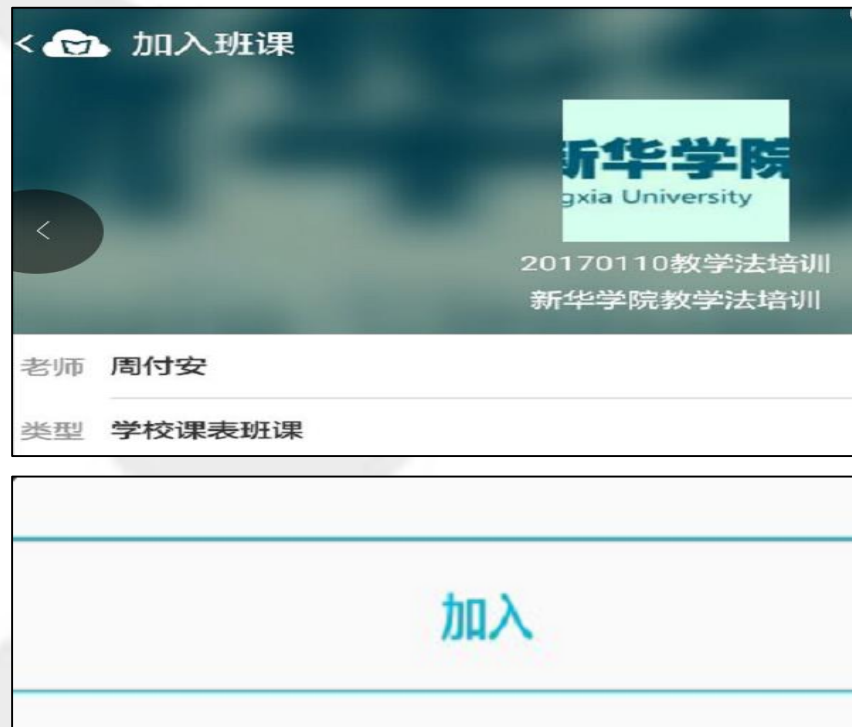 加入班课
新华学院
gxia University
20170110教学法培训
新华学院教学法培训
老师 周付安
类型 学校课表班课
加入